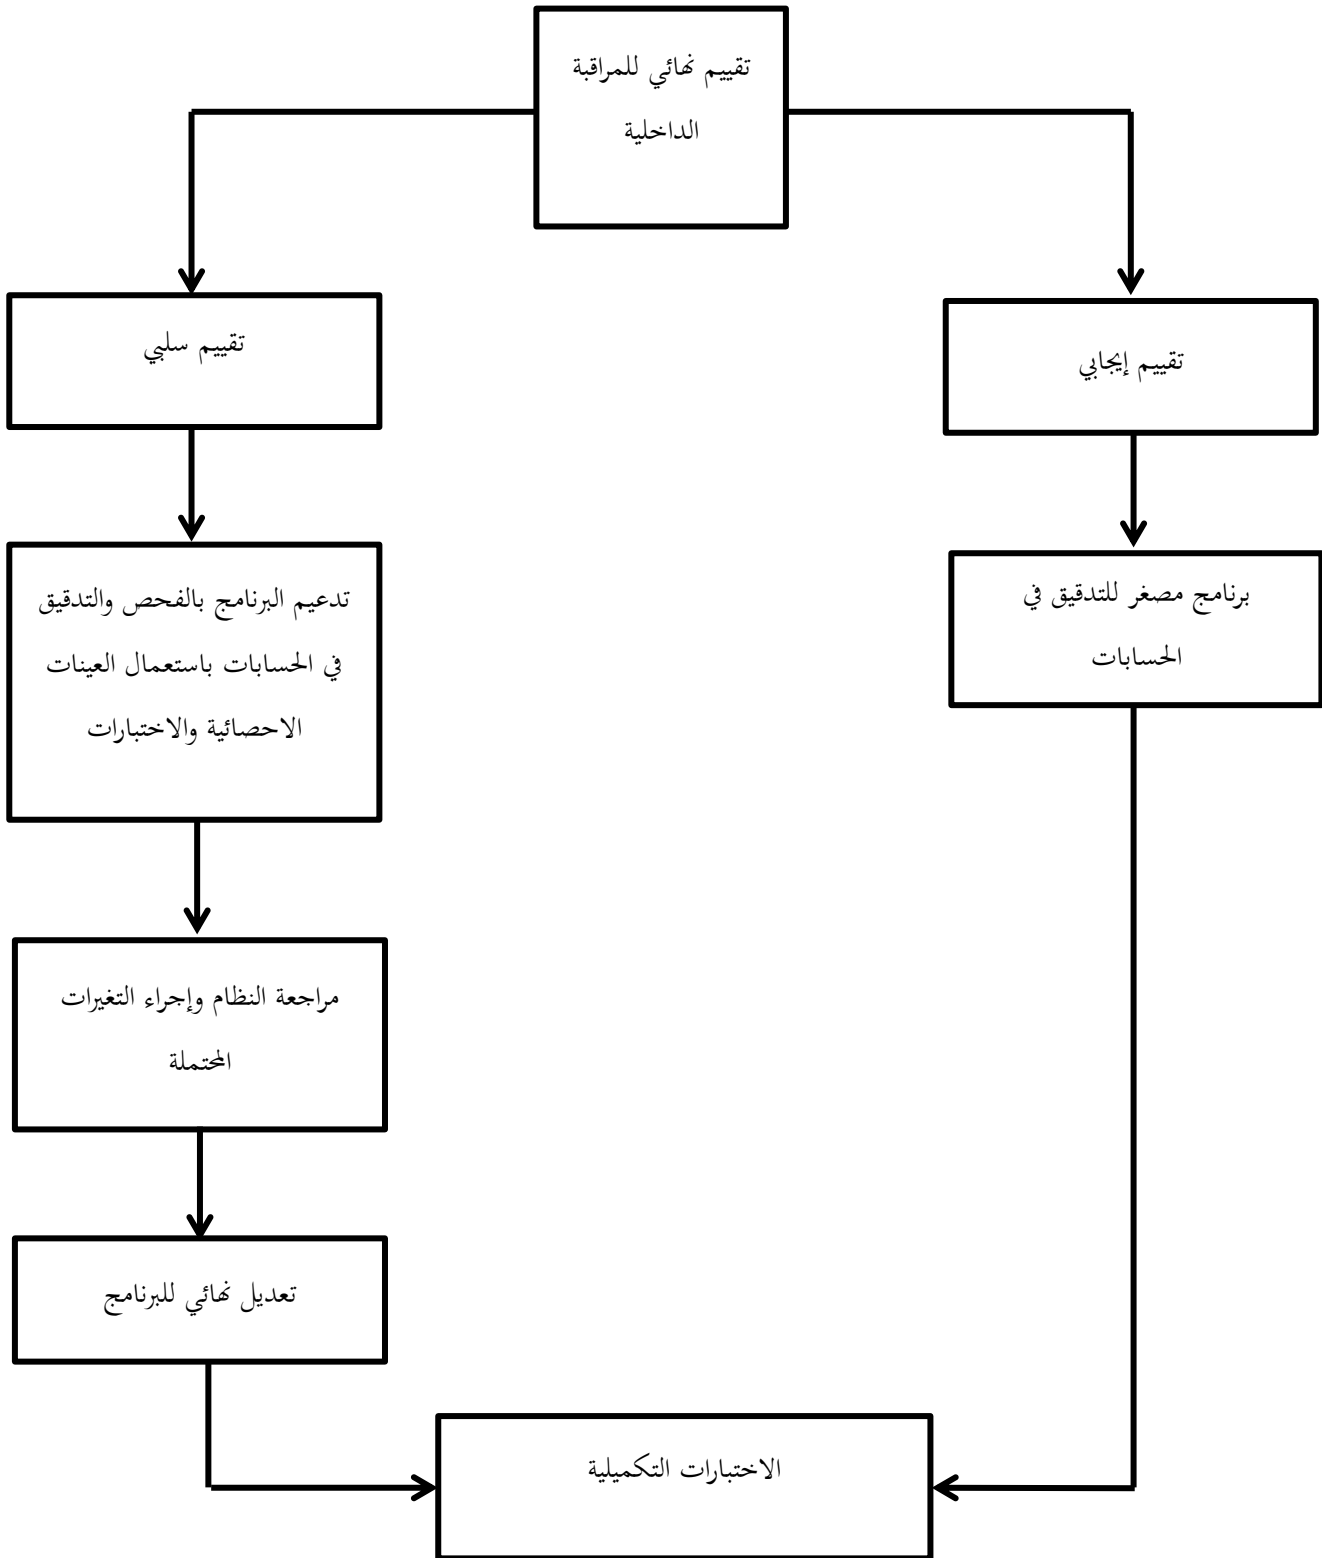 تقييم نهائي للمراقبة
الداخلية
تقييم إيجابي
تقييم سلبي
برنامج مصغر للتدقيق في
الحسابات
تدعيم البرنامج بالفحص والتدقيق
في الحسابات باستعمال العينات
الاحصائية والاختبارات
مراجعة النظام وإجراء التغيرات
المحتملة
تعديل نهائي للبرنامج
الاختبارات التكميلية